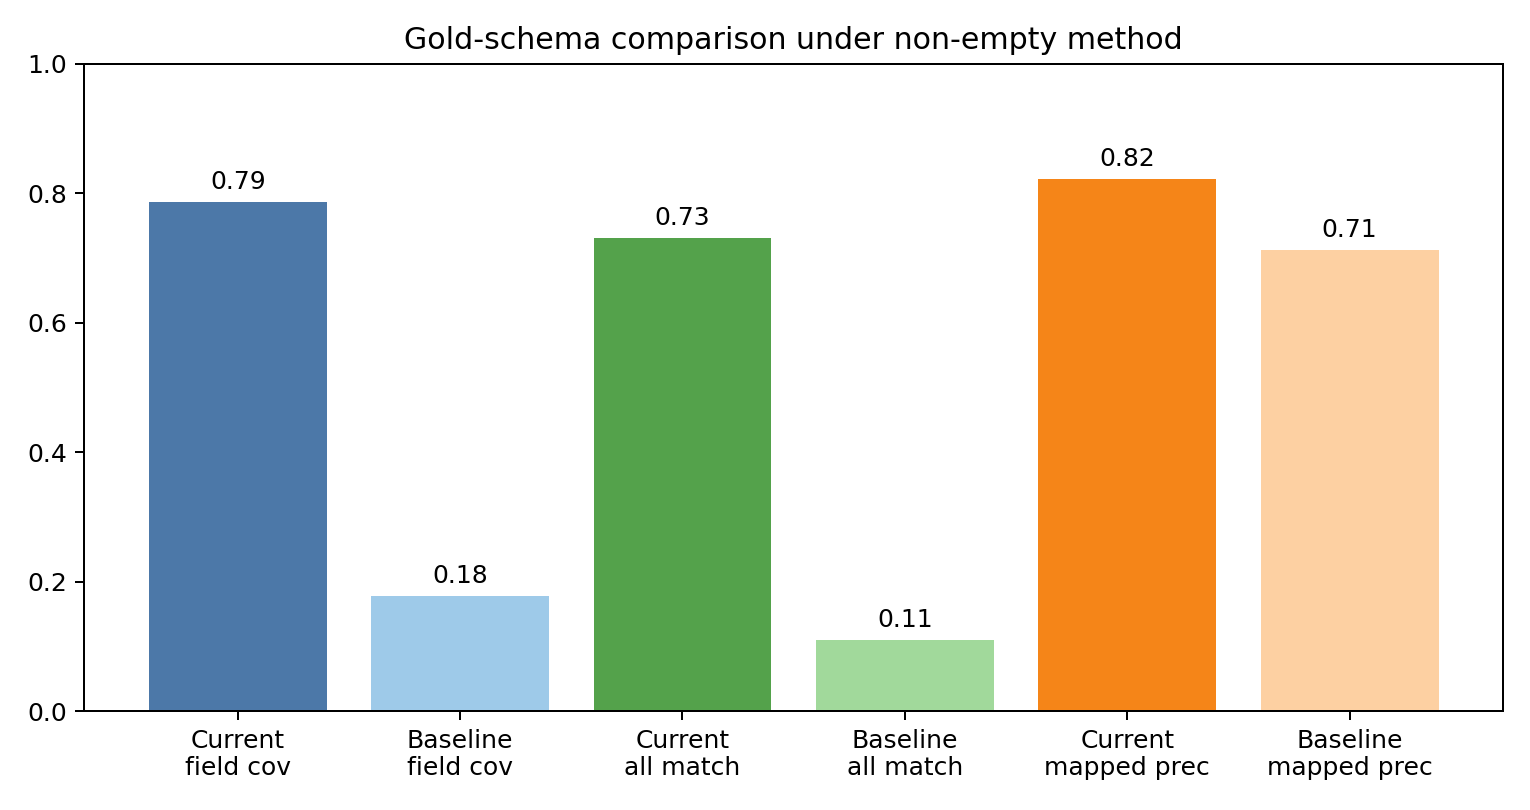 Gold-schema comparison under non-empty method
1.0
0.8
0.6
0.4
0.2
0.0
0.79
0.18
0.73
0.11
0.82
0.71
Current
field cov
Baseline
field cov
Current
all match
Baseline
all match
Current
mapped prec
Baseline
mapped prec